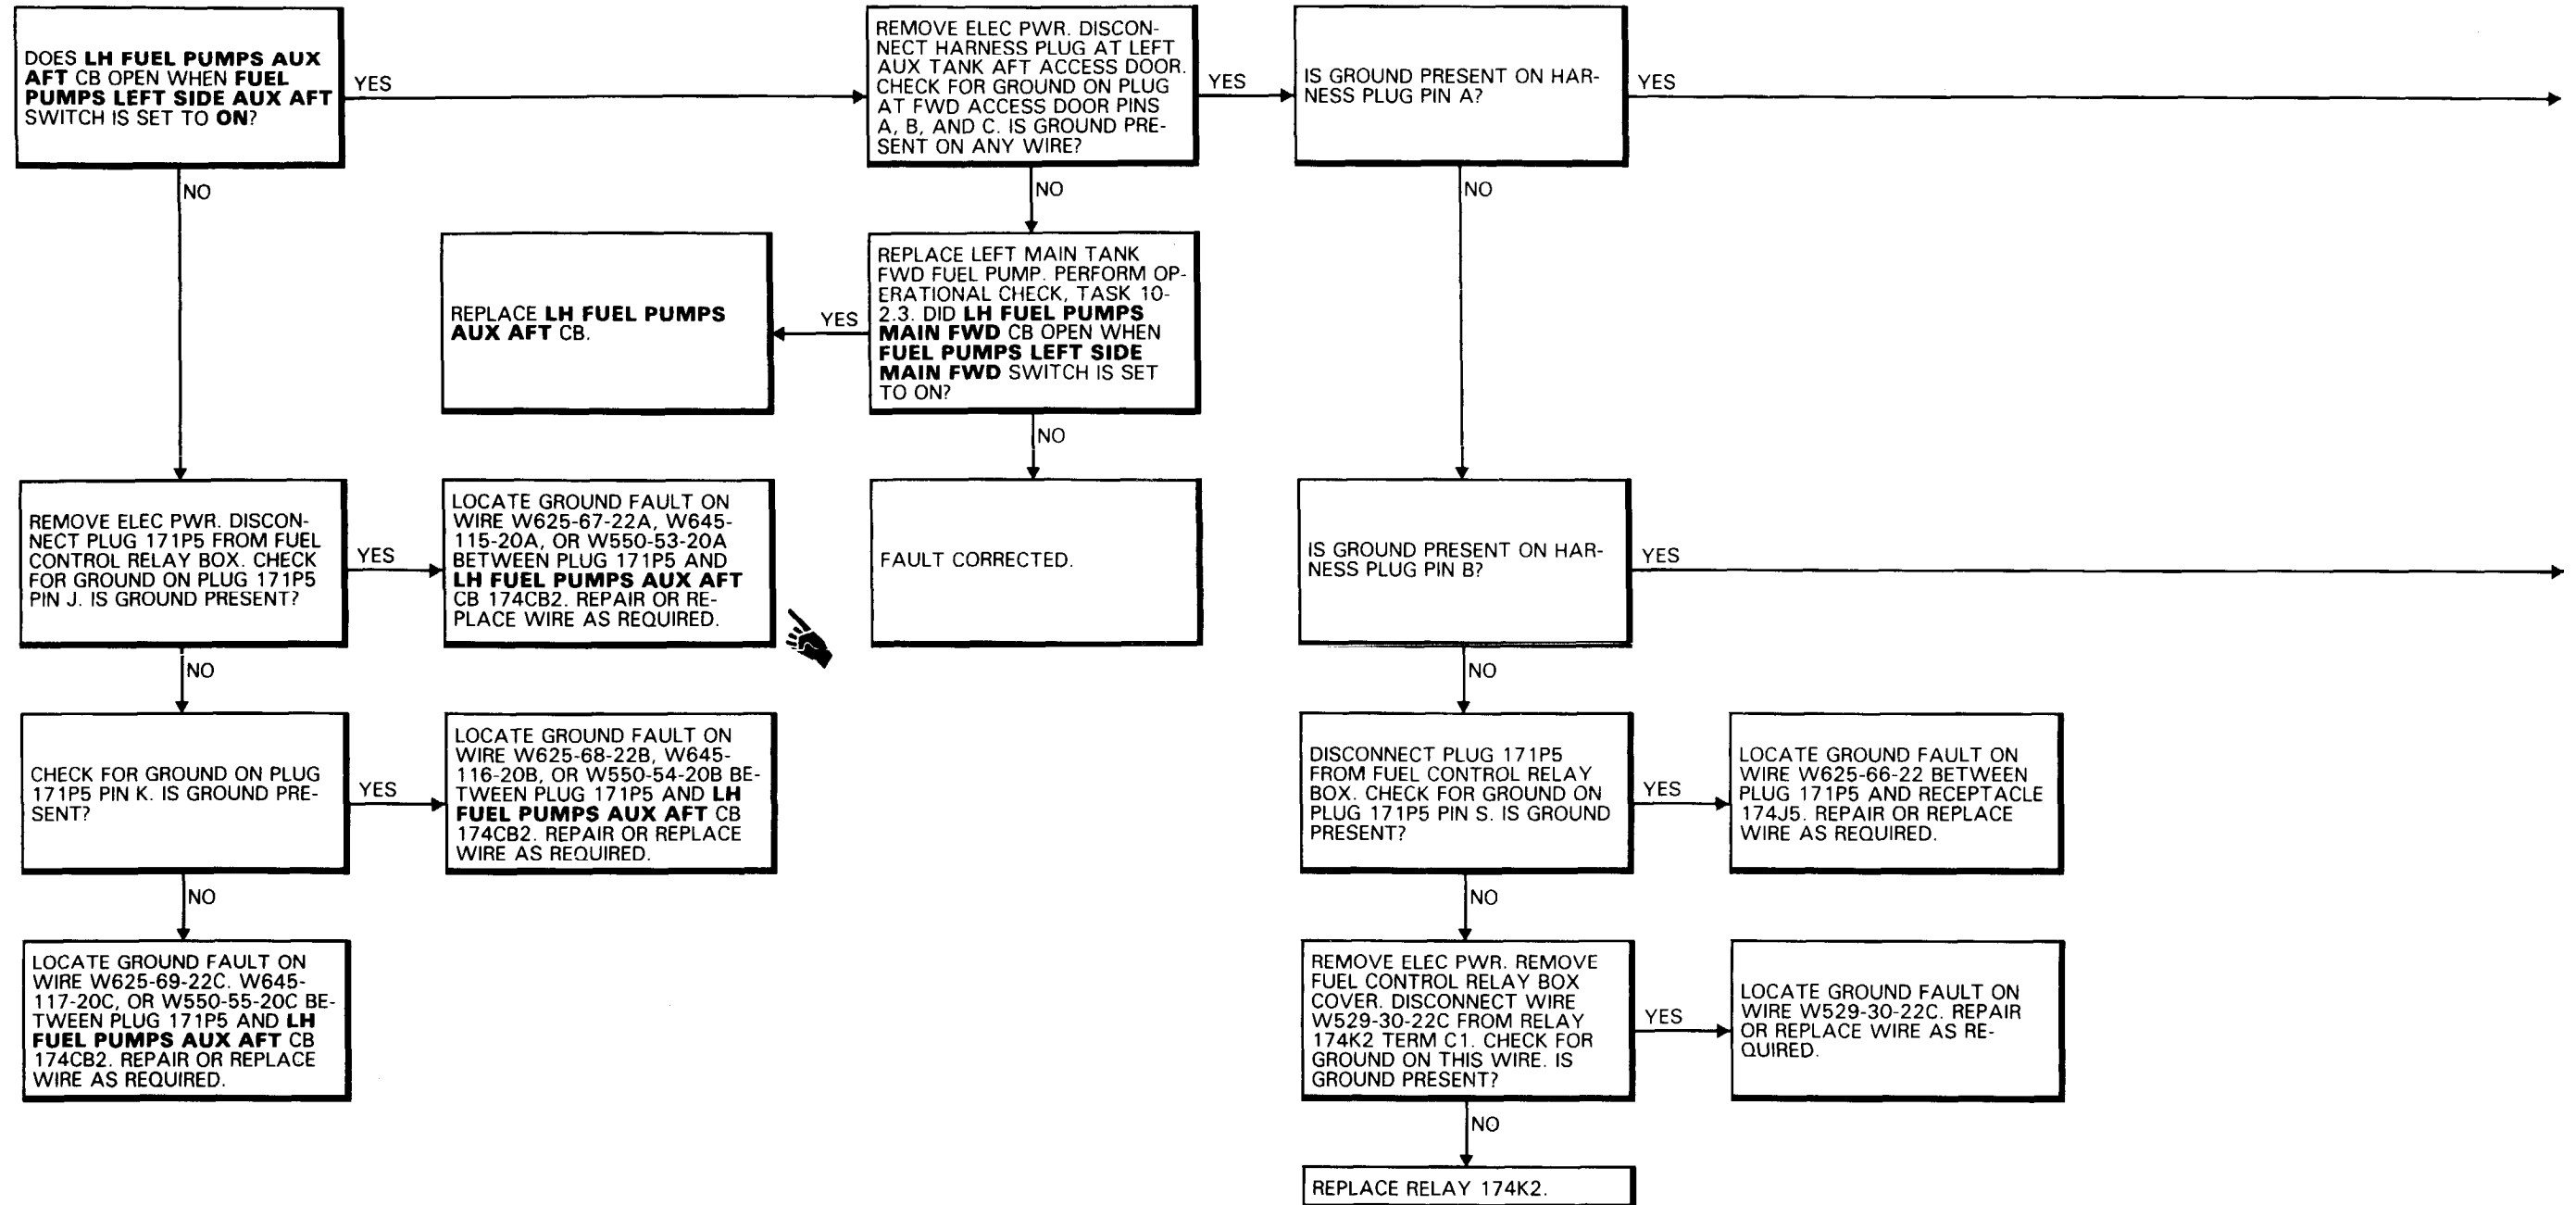 DOES LH FUEL PUMPS AUX
AFT CB OPEN WHEN FUEL
PUMPS LEFT SIDE AUX AFT
SWITCH IS SET TO ON?
YES
NO
REMOVE ELEC PWR. DISCON-
NECT HARNESS PLUG AT LEFT
AUX TANK AFT ACCESS DOOR.
CHECK FOR GROUND ON PLUG
AT FWD ACCESS DOOR PINS
A, B, AND C. IS GROUND PRE-
SENT ON ANY WIRE?
YES
NO
IS GROUND PRESENT ON HAR-
NESS PLUG PIN A?
YES
NO
REPLACE LH FUEL PUMPS
AUX AFT CB.
YES
REPLACE LEFT MAIN TANK
FWD FUEL PUMP. PERFORM OP-
ERATIONAL CHECK, TASK 10-
2.3. DID LH FUEL PUMPS
MAIN FWD CB OPEN WHEN
FUEL PUMPS LEFT SIDE
MAIN FWD SWITCH IS SET
TO ON?
NO
REMOVE ELEC PWR. DISCON-
NECT PLUG 171P5 FROM FUEL
CONTROL RELAY BOX. CHECK
FOR GROUND ON PLUG 171P5
PIN J. IS GROUND PRESENT?
YES
NO
LOCATE GROUND FAULT ON
WIRE W625-67-22A, W645-
115-20A, OR W550-53-20A
BETWEEN PLUG 171P5 AND
LH FUEL PUMPS AUX AFT
CB 174CB2. REPAIR OR RE-
PLACE WIRE AS REQUIRED.
FAULT CORRECTED.
IS GROUND PRESENT ON HAR-
NESS PLUG PIN B?
YES
NO
CHECK FOR GROUND ON PLUG
171P5 PIN K. IS GROUND PRE-
SENT?
YES
NO
LOCATE GROUND FAULT ON
WIRE W625-68-22B, W645-
116-20B, OR W550-54-20B BE-
TWEEN PLUG 171P5 AND LH
FUEL PUMPS AUX AFT CB
174CB2. REPAIR OR REPLACE
WIRE AS REQUIRED.
DISCONNECT PLUG 171P5
FROM FUEL CONTROL RELAY
BOX. CHECK FOR GROUND ON
PLUG 171P5 PIN S. IS GROUND
PRESENT?
YES
NO
LOCATE GROUND FAULT ON
WIRE W625-66-22 BETWEEN
PLUG 171P5 AND RECEPTACLE
174J5. REPAIR OR REPLACE
WIRE AS REQUIRED.
LOCATE GROUND FAULT ON
WIRE W625-69-22C. W645-
117-20C, OR W550-55-20C BE-
TWEEN PLUG 171P5 AND LH
FUEL PUMPS AUX AFT CB
174CB2. REPAIR OR REPLACE
WIRE AS REQUIRED.
REMOVE ELEC PWR. REMOVE
FUEL CONTROL RELAY BOX
COVER. DISCONNECT WIRE
W529-30-22C FROM RELAY
174K2 TERM C1. CHECK FOR
GROUND ON THIS WIRE. IS
GROUND PRESENT?
YES
NO
LOCATE GROUND FAULT ON
WIRE W529-30-22C. REPAIR
OR REPLACE WIRE AS RE-
QUIRED.
REPLACE RELAY 174K2.